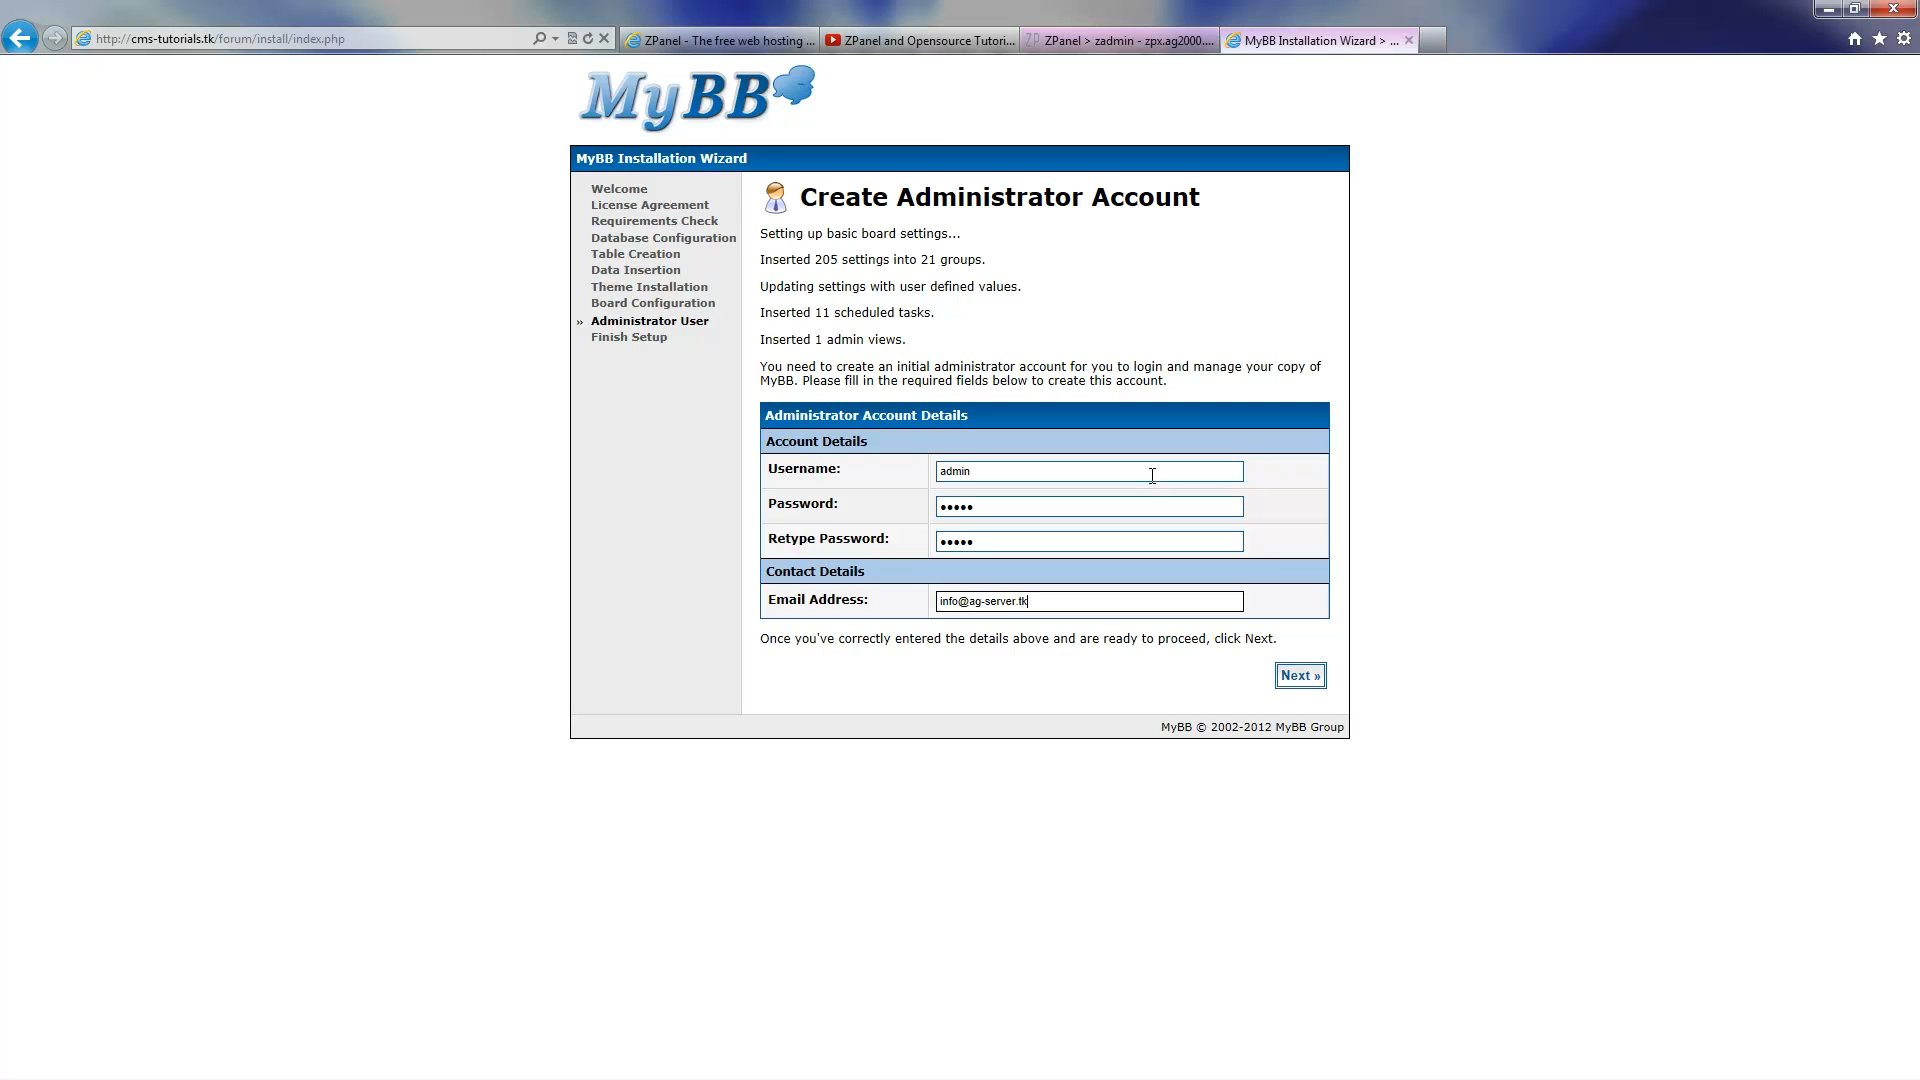 http://cms-tutorials.tk/forum/install/index.php
ZPanel - The free web hosting ...
ZPanel and Opensource Tutori...
ZPanel > zadmin - zpx.ag2000....
MyBB Installation Wizard > ...
MyBB
MyBB Installation Wizard
Welcome
License Agreement
Requirements Check
Database Configuration
Table Creation
Data Insertion
Theme Installation
Board Configuration
» Administrator User
Finish Setup
Create Administrator Account
Setting up basic board settings...
Inserted 205 settings into 21 groups.
Updating settings with user defined values.
Inserted 11 scheduled tasks.
Inserted 1 admin views.
You need to create an initial administrator account for you to login and manage your copy of
MyBB. Please fill in the required fields below to create this account.
Administrator Account Details
Account Details
Username: admin
Password: •••••
Retype Password: •••••
Contact Details
Email Address: info@ag-server.tk
Once you've correctly entered the details above and are ready to proceed, click Next.
Next »
MyBB © 2002-2012 MyBB Group